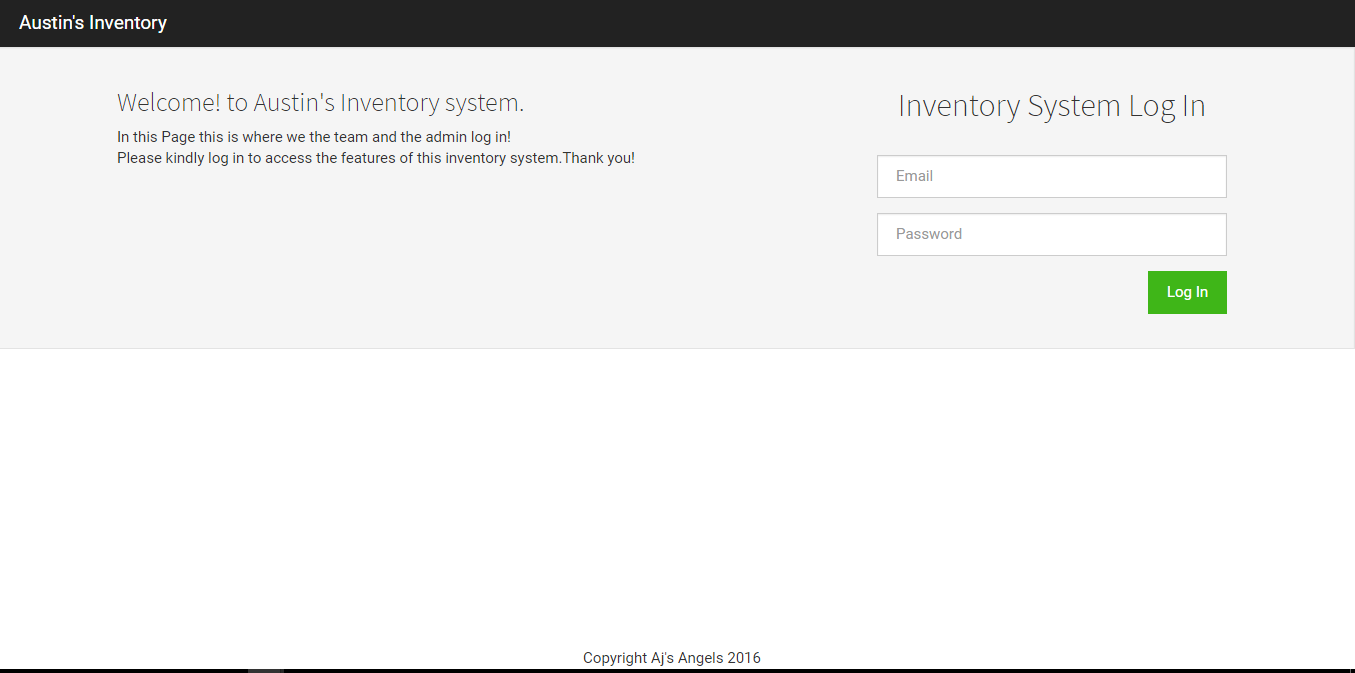 Austin's Inventory
Welcome! to Austin's Inventory system.
In this Page this is where we the team and the admin log in!
Please kindly log in to access the features of this inventory system.Thank you!
Inventory System Log In
Email
Password
Log In
Copyright Aj's Angels 2016